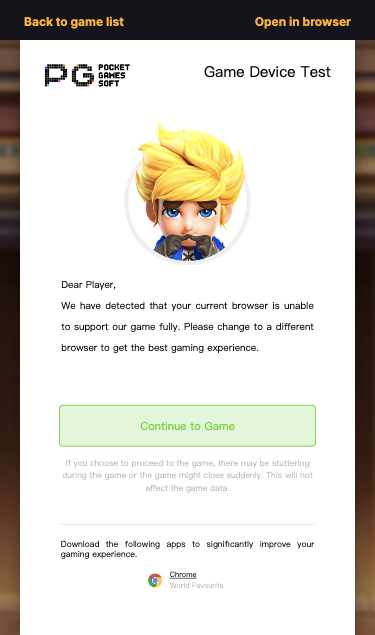 Back to game list
Open in browser
PG POCKET GAMES SOFT
Game Device Test
Dear Player,
We have detected that your current browser is unable
to support our game fully. Please change to a different
browser to get the best gaming experience.
Continue to Game
If you choose to proceed to the game, there may be stuttering
during the game or the game might close suddenly. This will not
affect the game data.
Download the following apps to significantly improve your
gaming experience.
Chrome
World Favourite